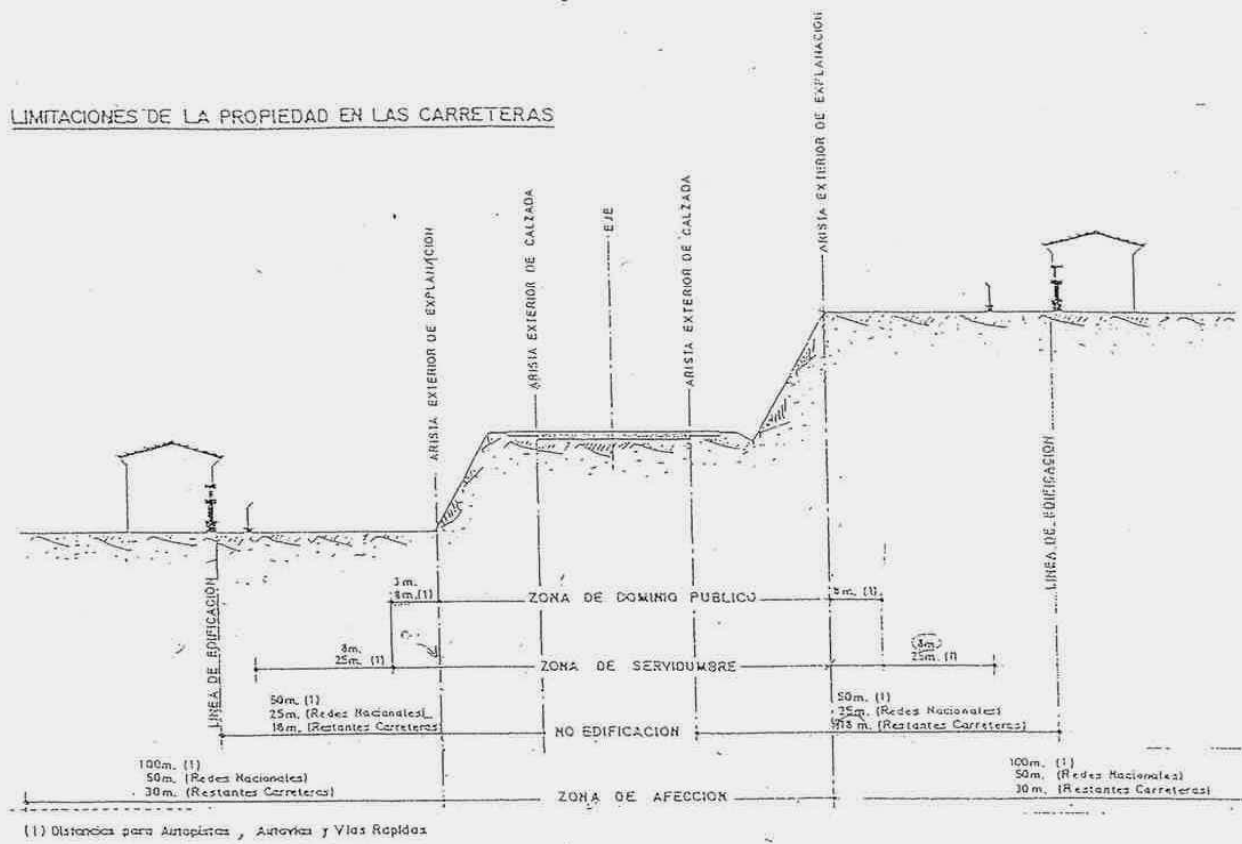 LIMITACIONES DE LA PROPIEDAD EN LAS CARRETERAS
ARISTA EXTERIOR DE EXPLANACION
ARISTA EXTERIOR DE CALZADA
EJE
ARISTA EXTERIOR DE CALZADA
ARISTA EXTERIOR DE EXPLANACION
LINEA DE EDIFICACION
LINEA DE EDIFICACION
3m.
8m. (1)
ZONA DE DOMINIO PUBLICO
8m. (1)
8m.
25m. (1)
ZONA DE SERVIDUMBRE
8m
25m. (1)
50m. (1)
25m. (Redes Nacionales)
18m. (Restantes Carreteras)
NO EDIFICACION
50m. (1)
25m. (Redes Nacionales)
18 m. (Restantes Carreteras)
100m. (1)
50m. (Redes Nacionales)
30m. (Restantes Carreteras)
ZONA DE AFECCION
100m. (1)
50m. (Redes Nacionales)
30m. (Restantes Carreteras)
(1) Distancias para Autopistas , Autovias y Vias Rapidas